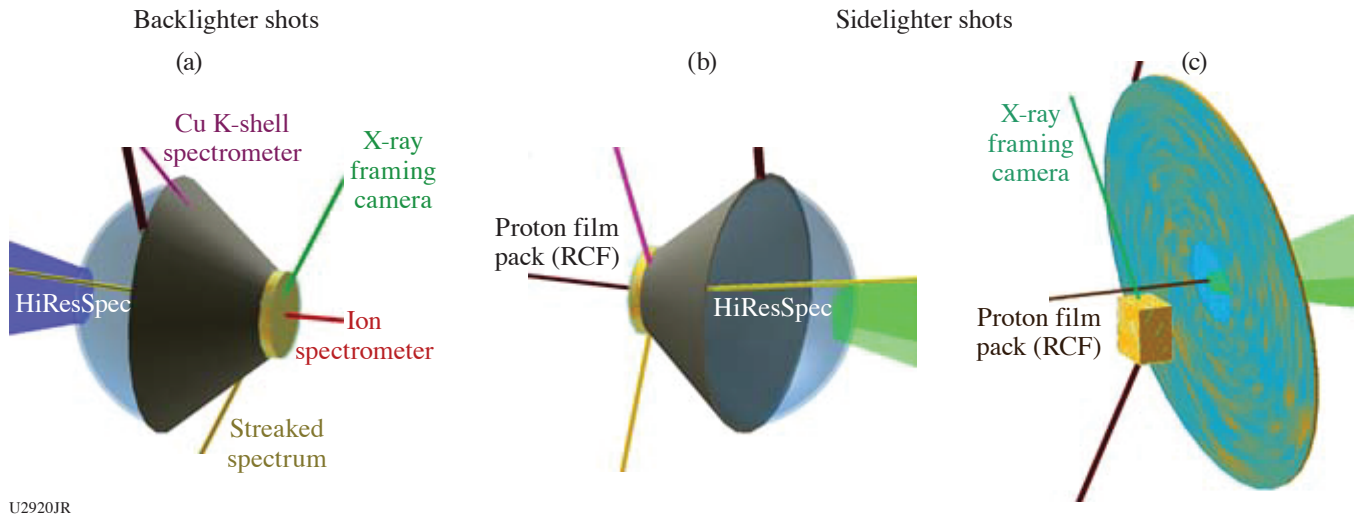 Backlighter shots
Sidelighter shots
(a)
(b)
(c)
Cu K-shell
spectrometer
X-ray
framing
camera
HiResSpec
Ion
spectrometer
Streaked
spectrum
Proton film
pack (RCF)
HiResSpec
X-ray
framing
camera
Proton film
pack (RCF)
U2920JR